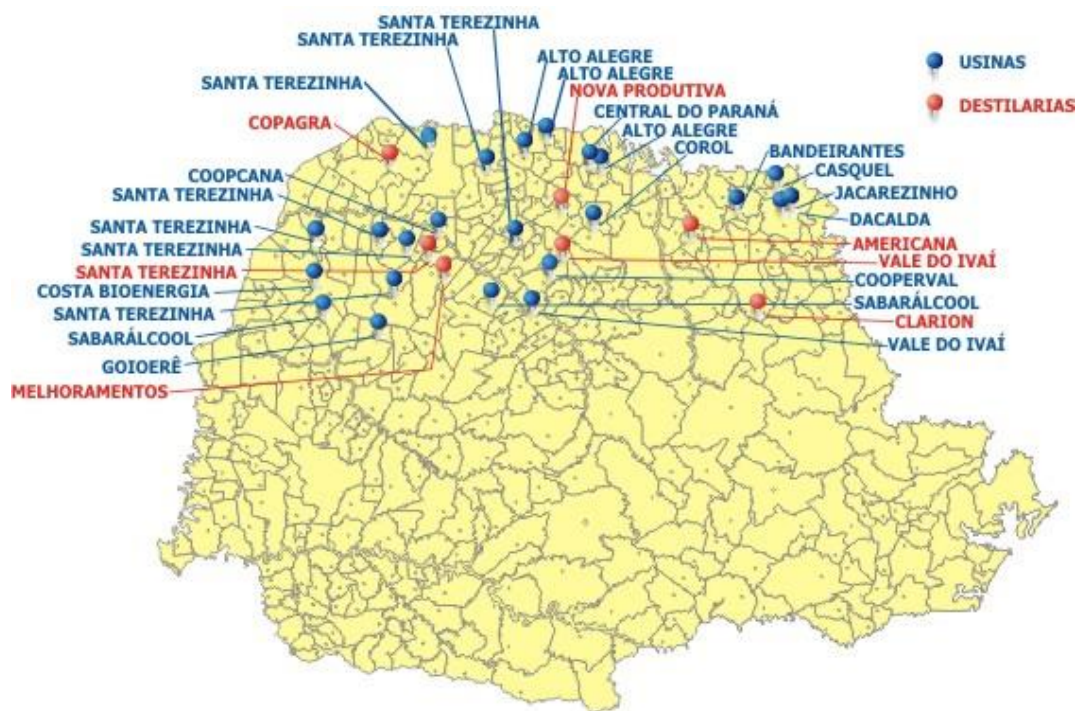 SANTA TEREZINHA
SANTA TEREZINHA
ALTO ALEGRE
ALTO ALEGRE
SANTA TEREZINHA
NOVA PRODUTIVA
COPAGRA
CENTRAL DO PARANÁ
ALTO ALEGRE
COROL
USINAS
DESTILARIAS
COOPCANA
SANTA TEREZINHA
SANTA TEREZINHA
SANTA TEREZINHA
SANTA TEREZINHA
COSTA BIOENERGIA
SANTA TEREZINHA
SABARÁLCOOL
GOIOERÊ
MELHORAMENTOS
BANDEIRANTES
CASQUEL
JACAREZINHO
DACALDA
AMERICANA
VALE DO IVAÍ
COOPERVAL
SABARÁLCOOL
CLARION
VALE DO IVAÍ